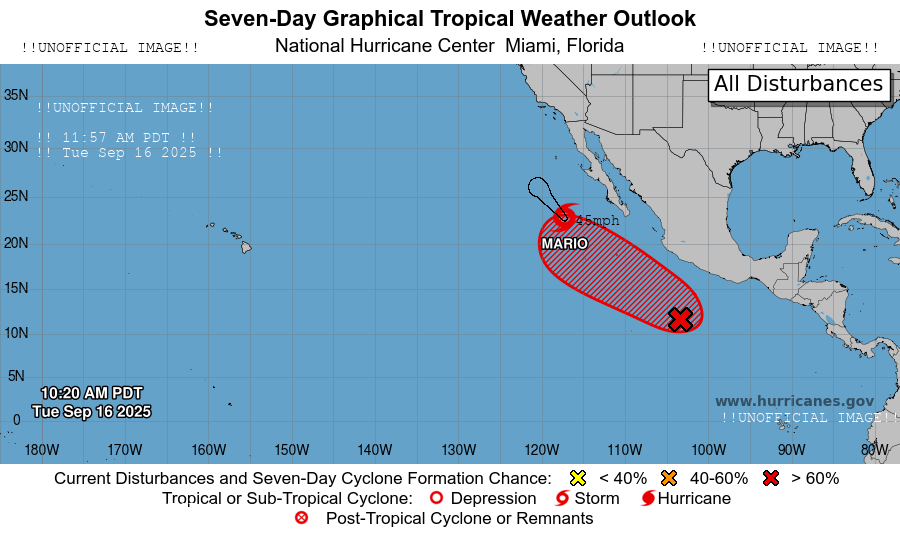 Seven-Day Graphical Tropical Weather Outlook
!!UNOFFICIAL IMAGE!!
National Hurricane Center Miami, Florida
!!UNOFFICIAL IMAGE!!
All Disturbances
35N
!!UNOFFICIAL IMAGE!!
!! 11:57 AM PDT !!
30N
!! Tue Sep 16 2025 !!
25N
45mph
20N
MARIO
15N
10N
5N
10:20 AM PDT
Tue Sep 16 2025
www.hurricanes.gov
!!UNOFFICIAL IMAGE!!
0
180W 170W 160W 150W 140W 130W 120W 110W 100W 90W 80W
Current Disturbances and Seven-Day Cyclone Formation Chance: < 40% 40-60% > 60%
Tropical or Sub-Tropical Cyclone: Depression Storm Hurricane
Post-Tropical Cyclone or Remnants